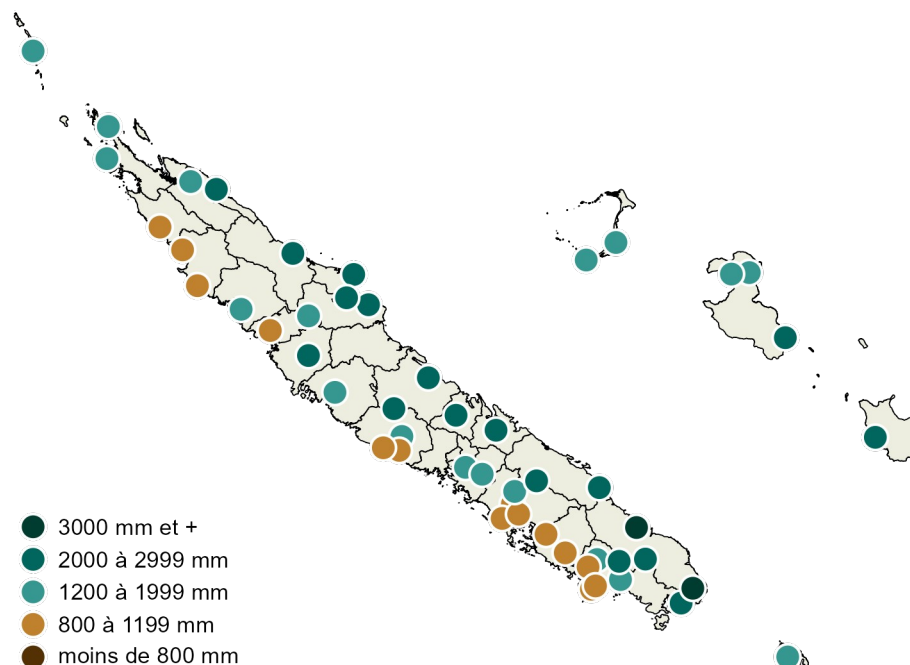 3000 mm et +
2000 à 2999 mm
1200 à 1999 mm
800 à 1199 mm
moins de 800 mm